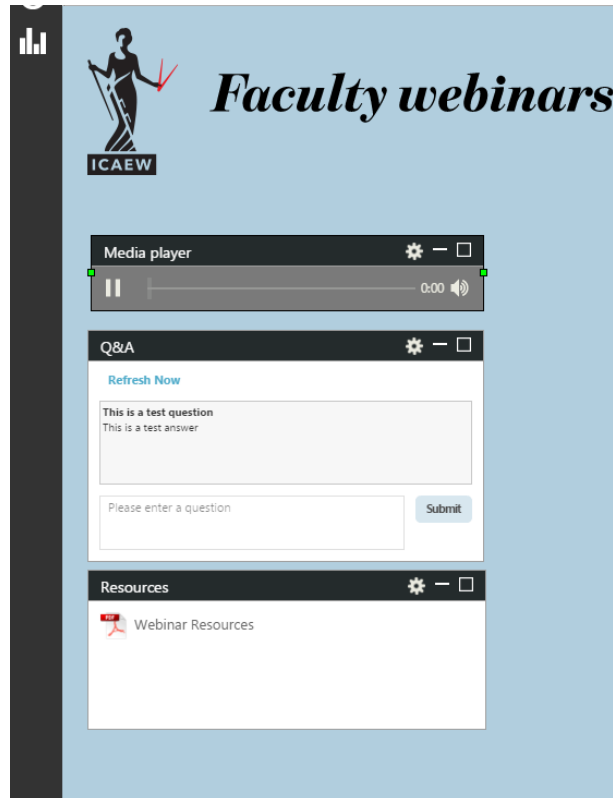 ICAEW
Faculty webinars
Media player
0:00
Q&A
Refresh Now
This is a test question
This is a test answer
Please enter a question
Submit
Resources
PDF
Webinar Resources